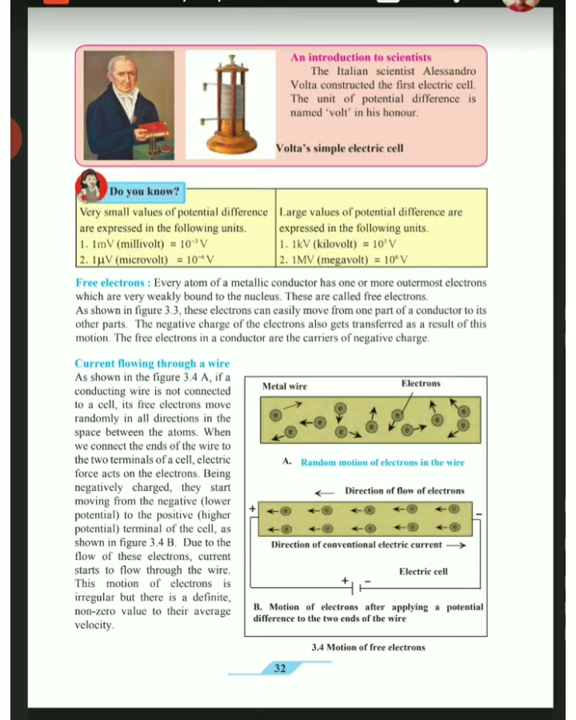 An introduction to scientists
The Italian scientist Alessandro
Volta constructed the first electric cell.
The unit of potential difference is
named 'volt' in his honour.
Volta's simple electric cell
Do you know?
Very small values of potential difference
are expressed in the following units.
1. 1mV (millivolt) = 10⁻³ V
2. 1μV (microvolt) = 10⁻⁶ V
Large values of potential difference are
expressed in the following units.
1. 1kV (kilovolt) = 10³ V
2. 1MV (megavolt) = 10⁶ V
Free electrons : Every atom of a metallic conductor has one or more outermost electrons
which are very weakly bound to the nucleus. These are called free electrons.
As shown in figure 3.3, these electrons can easily move from one part of a conductor to its
other parts. The negative charge of the electrons also gets transferred as a result of this
motion. The free electrons in a conductor are the carriers of negative charge.
Current flowing through a wire
As shown in the figure 3.4 A, if a
conducting wire is not connected
to a cell, its free electrons move
randomly in all directions in the
space between the atoms. When
we connect the ends of the wire to
the two terminals of a cell, electric
force acts on the electrons. Being
negatively charged, they start
moving from the negative (lower
potential) to the positive (higher
potential) terminal of the cell, as
shown in figure 3.4 B. Due to the
flow of these electrons, current
starts to flow through the wire.
This motion of electrons is
irregular but there is a definite,
non-zero value to their average
velocity.
Metal wire
Electrons
A. Random motion of electrons in the wire
Direction of flow of electrons
+
−
Direction of conventional electric current
Electric cell
+ −
B. Motion of electrons after applying a potential
difference to the two ends of the wire
3.4 Motion of free electrons
32